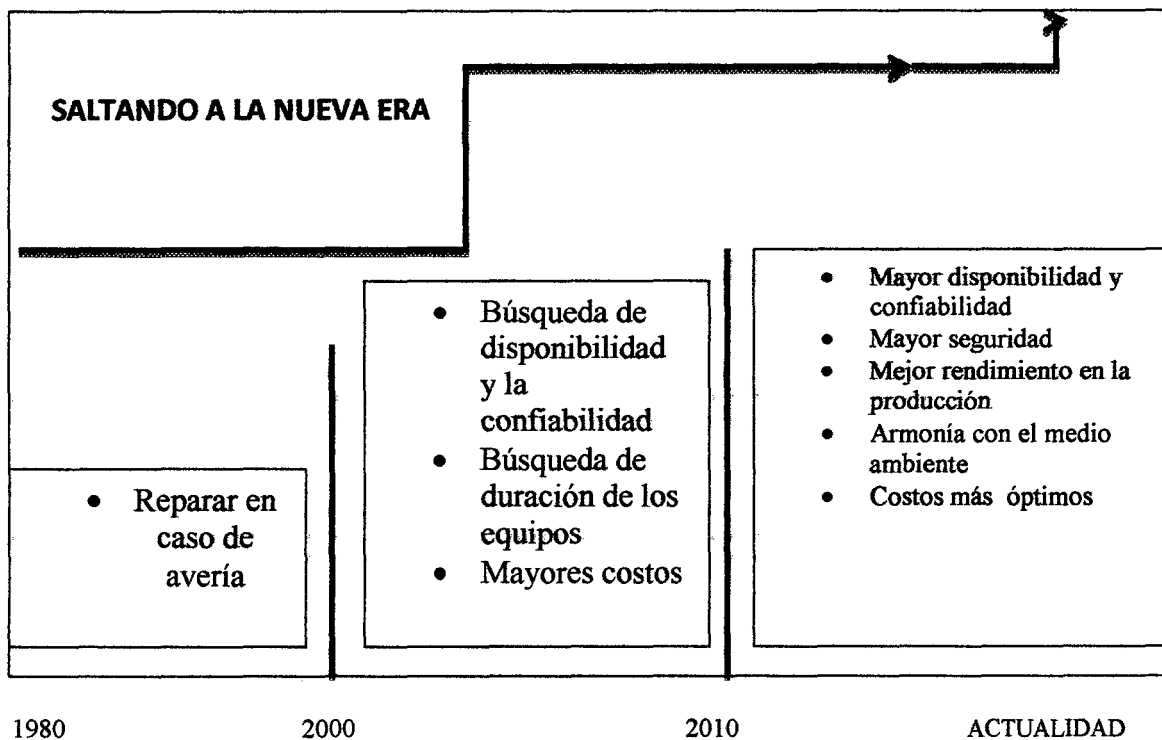 SALTANDO A LA NUEVA ERA
• Reparar en
caso de
avería
• Búsqueda de
disponibilidad
y la
confiabilidad
• Búsqueda de
duración de los
equipos
• Mayores costos
• Mayor disponibilidad y
confiabilidad
• Mayor seguridad
• Mejor rendimiento en la
producción
• Armonía con el medio
ambiente
• Costos más óptimos
1980 2000 2010 ACTUALIDAD